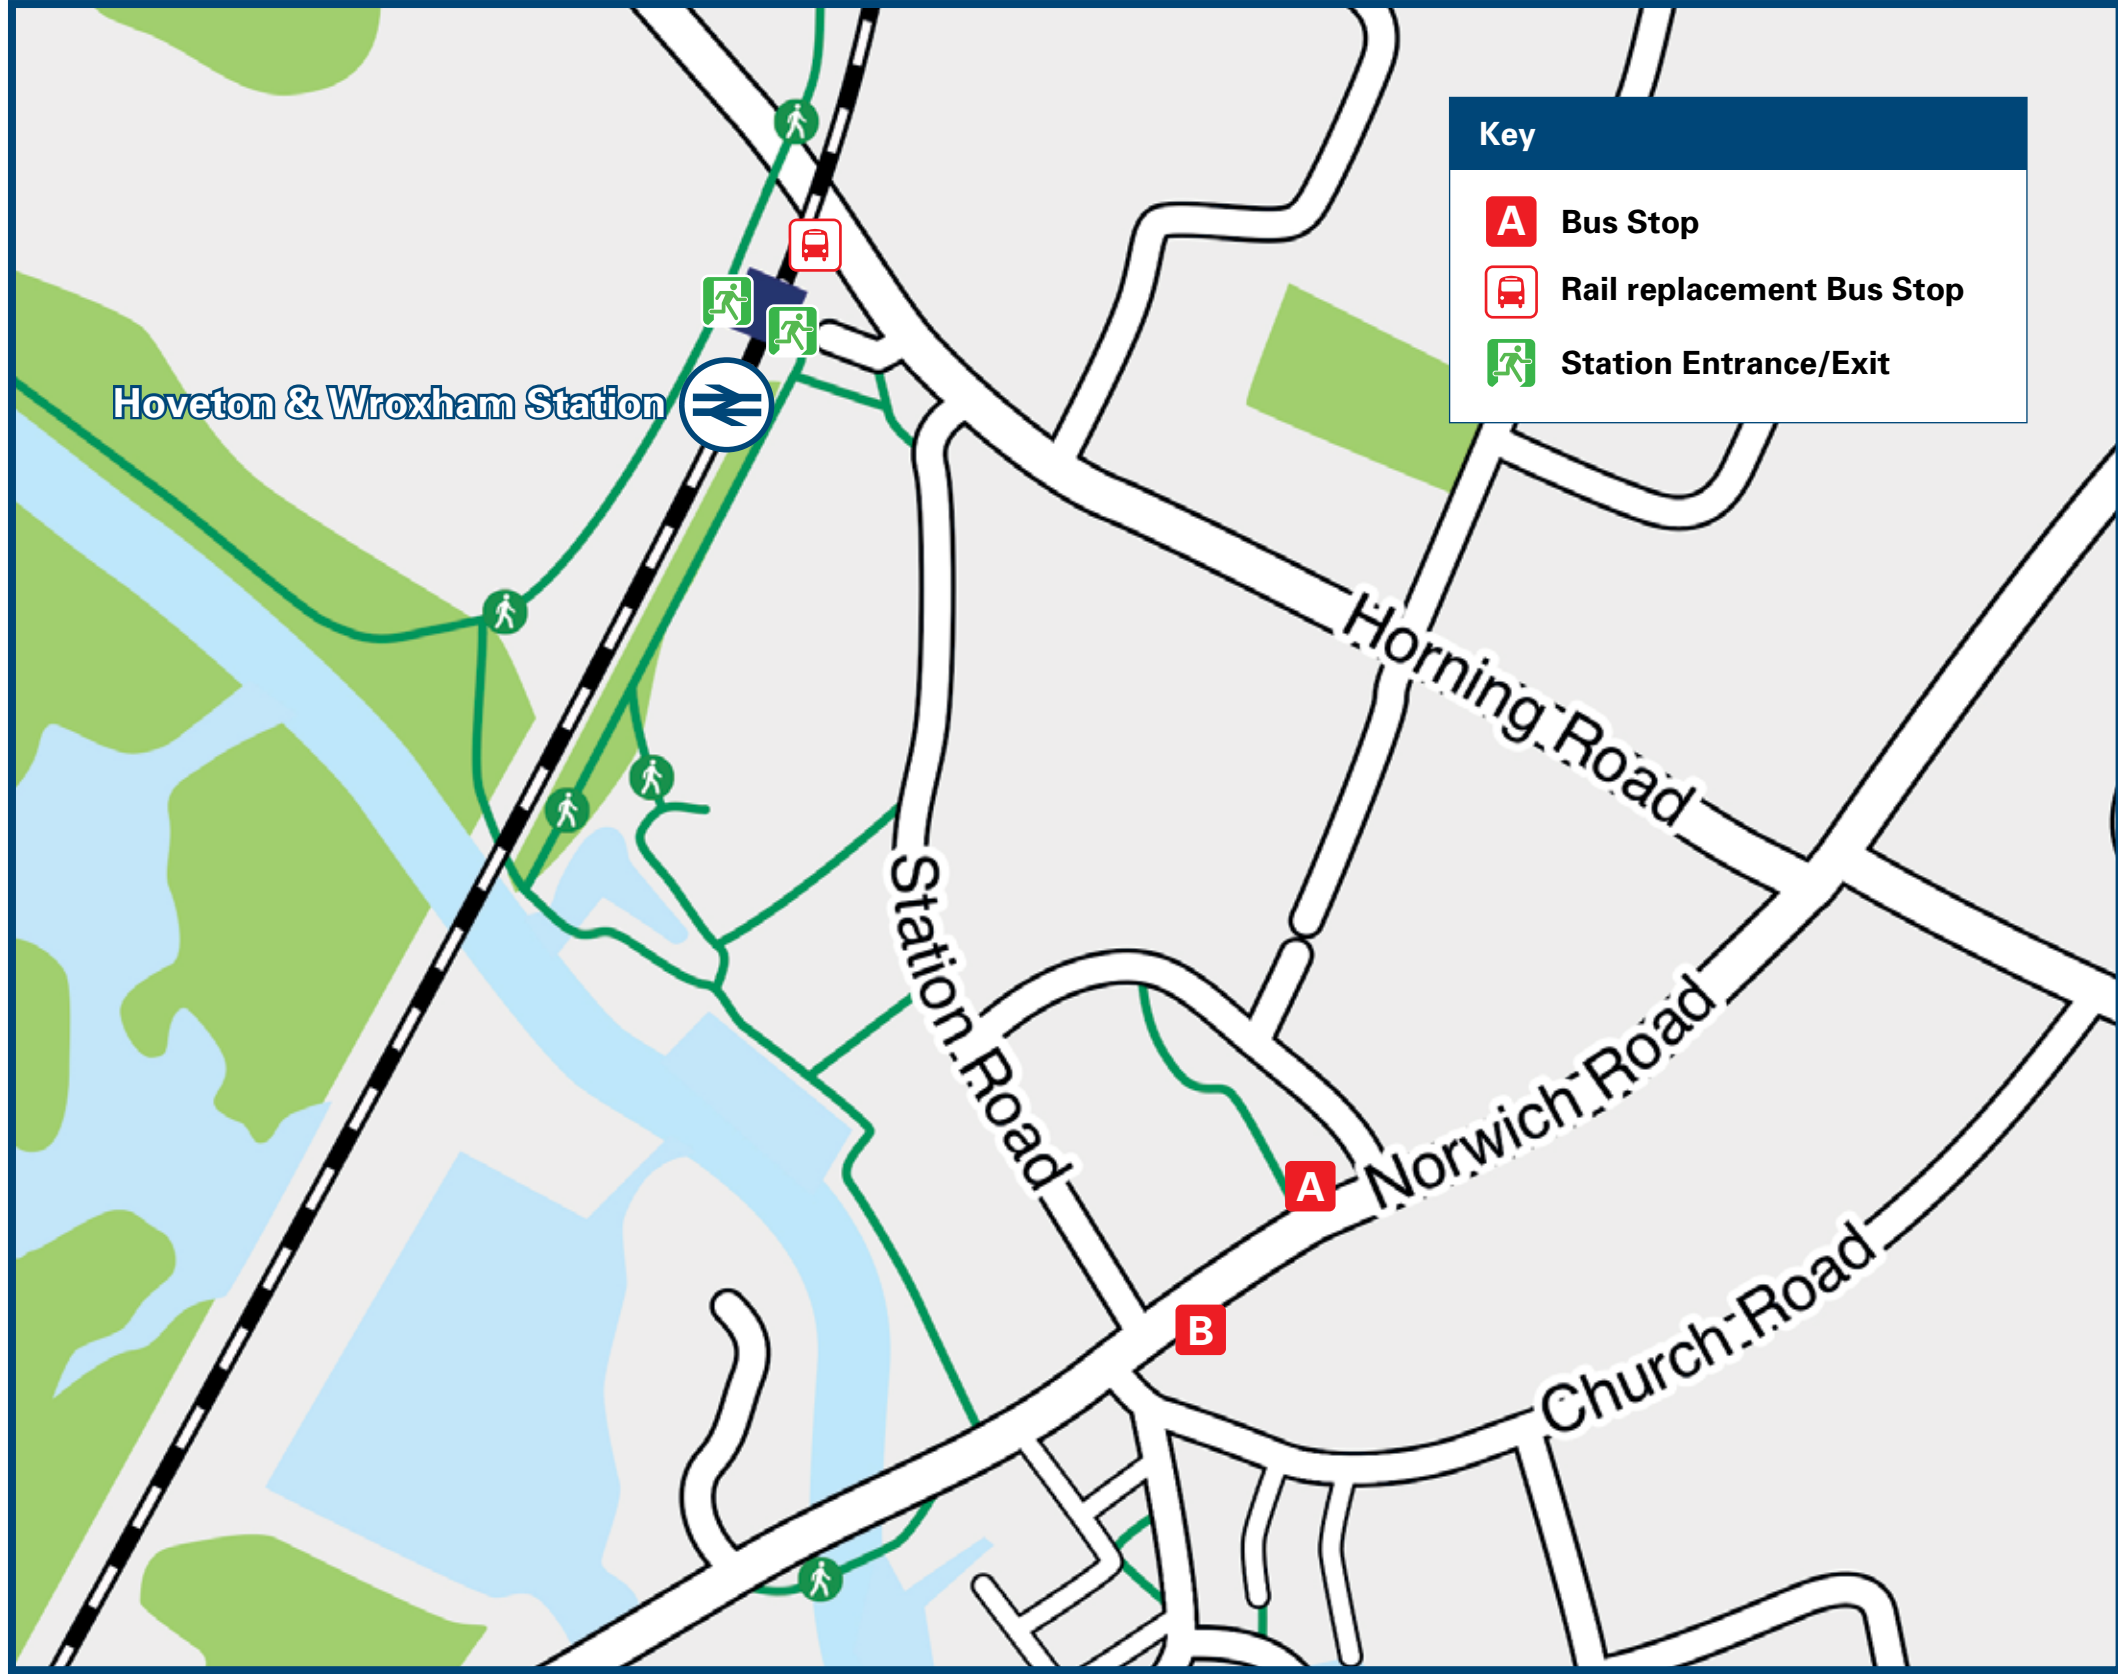 Key
A Bus Stop
Rail replacement Bus Stop
Station Entrance/Exit
Hoveton & Wroxham Station
Horning Road
Station Road
Norwich Road
A
B
Church Road